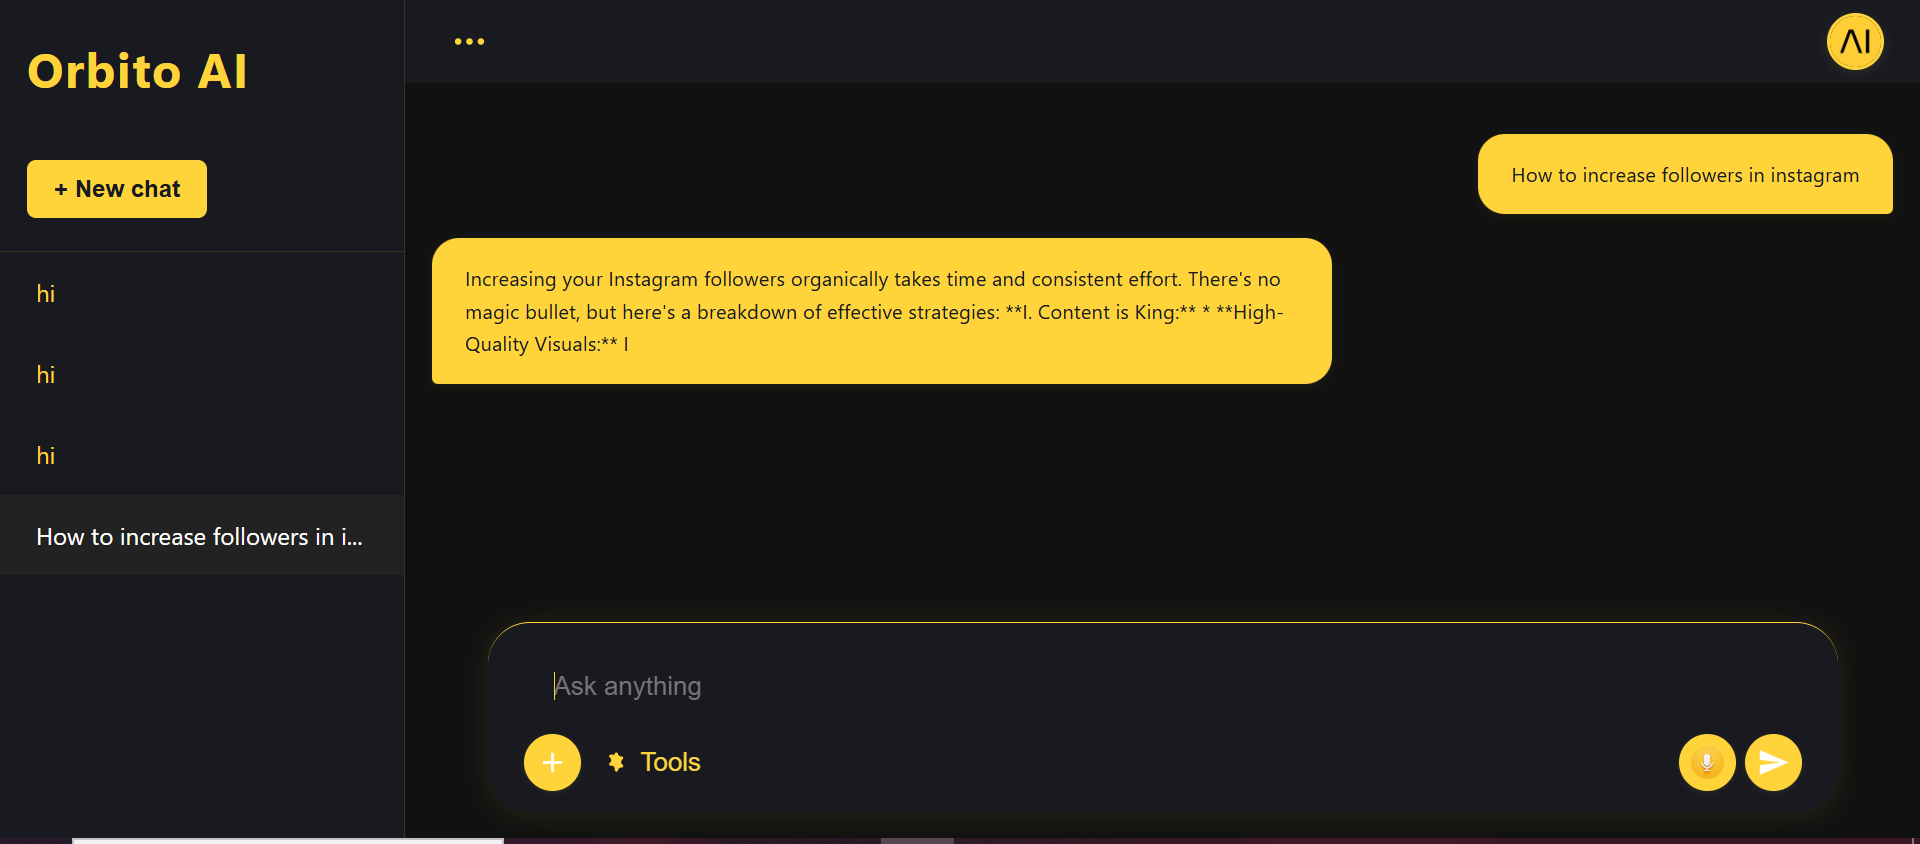 Orbito AI
+ New chat
hi
hi
hi
How to increase followers in i...
AI
How to increase followers in instagram
Increasing your Instagram followers organically takes time and consistent effort. There's no
magic bullet, but here's a breakdown of effective strategies: **I. Content is King:** * **High-
Quality Visuals:** I
Ask anything
Tools